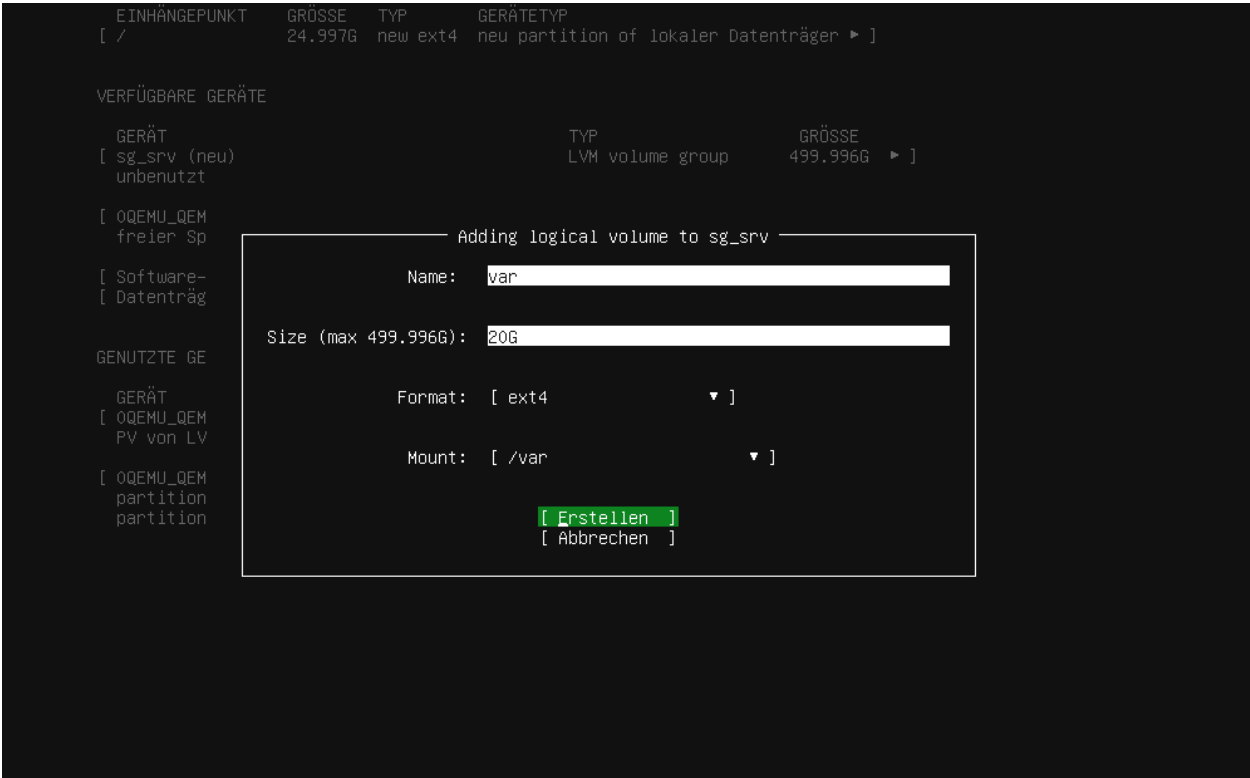 EINHÄNGEPUNKT GRÖSSE TYP GERÄTETYP
[ / 24.997G new ext4 neu partition of lokaler Datenträger ▸ ]
VERFÜGBARE GERÄTE
GERÄT TYP GRÖSSE
[ sg_srv (neu) LVM volume group 499.996G ▸ ]
unbenutzt
[ OQEMU_QEM
freier Sp
[ Software-
[ Datenträg
GENUTZTE GE
GERÄT
[ OQEMU_QEM
PV von LV
[ OQEMU_QEM
partition
partition
Adding logical volume to sg_srv
Name: var
Size (max 499.996G): 20G
Format: [ ext4 ▾ ]
Mount: [ /var ▾ ]
[ Erstellen ]
[ Abbrechen ]